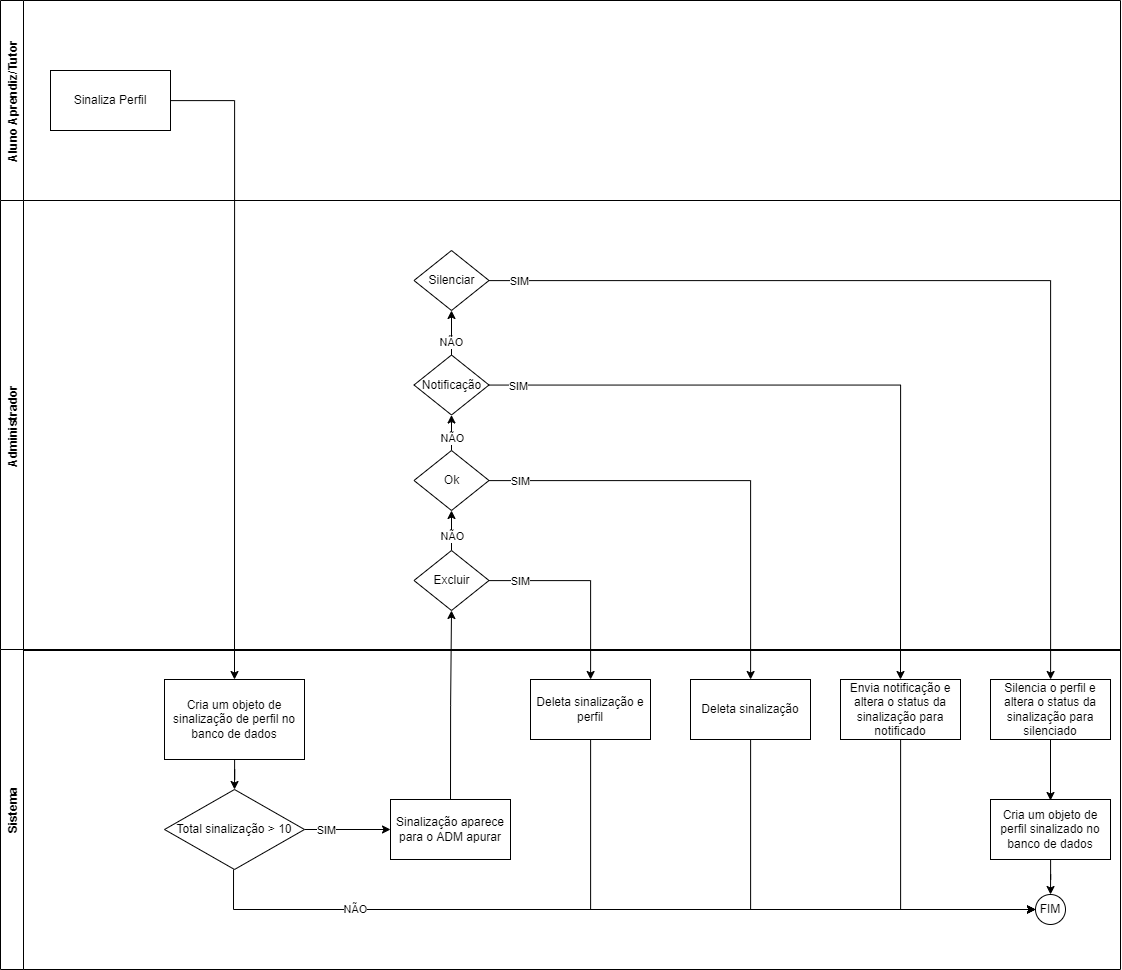 Aluno Aprendiz/Tutor
Sinaliza Perfil
Administrador
Silenciar
SIM
NÃO
Notificação
SIM
NÃO
Ok
SIM
NÃO
Excluir
SIM
Sistema
Cria um objeto de
sinalização de perfil no
banco de dados
Deleta sinalização e
perfil
Deleta sinalização
Envia notificação e
altera o status da
sinalização para
notificado
Silencia o perfil e
altera o status da
sinalização para
silenciado
Total sinalização > 10
SIM
Sinalização aparece
para o ADM apurar
Cria um objeto de
perfil sinalizado no
banco de dados
NÃO
FIM